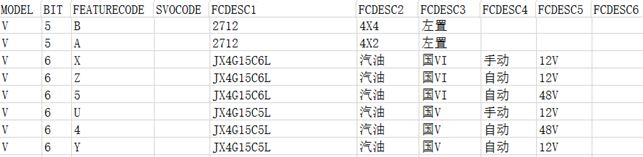 MODEL BIT FEATURECODE SVOCODE FCDESC1 FCDESC2 FCDESC3 FCDESC4 FCDESC5 FCDESC6
V 5 B 2712 4X4 左置
V 5 A 2712 4X2 左置
V 6 X JX4G15C6L 汽油 国VI 手动 12V
V 6 Z JX4G15C6L 汽油 国VI 自动 12V
V 6 5 JX4G15C6L 汽油 国VI 自动 48V
V 6 U JX4G15C5L 汽油 国V 手动 12V
V 6 4 JX4G15C5L 汽油 国V 自动 48V
V 6 Y JX4G15C5L 汽油 国V 自动 12V